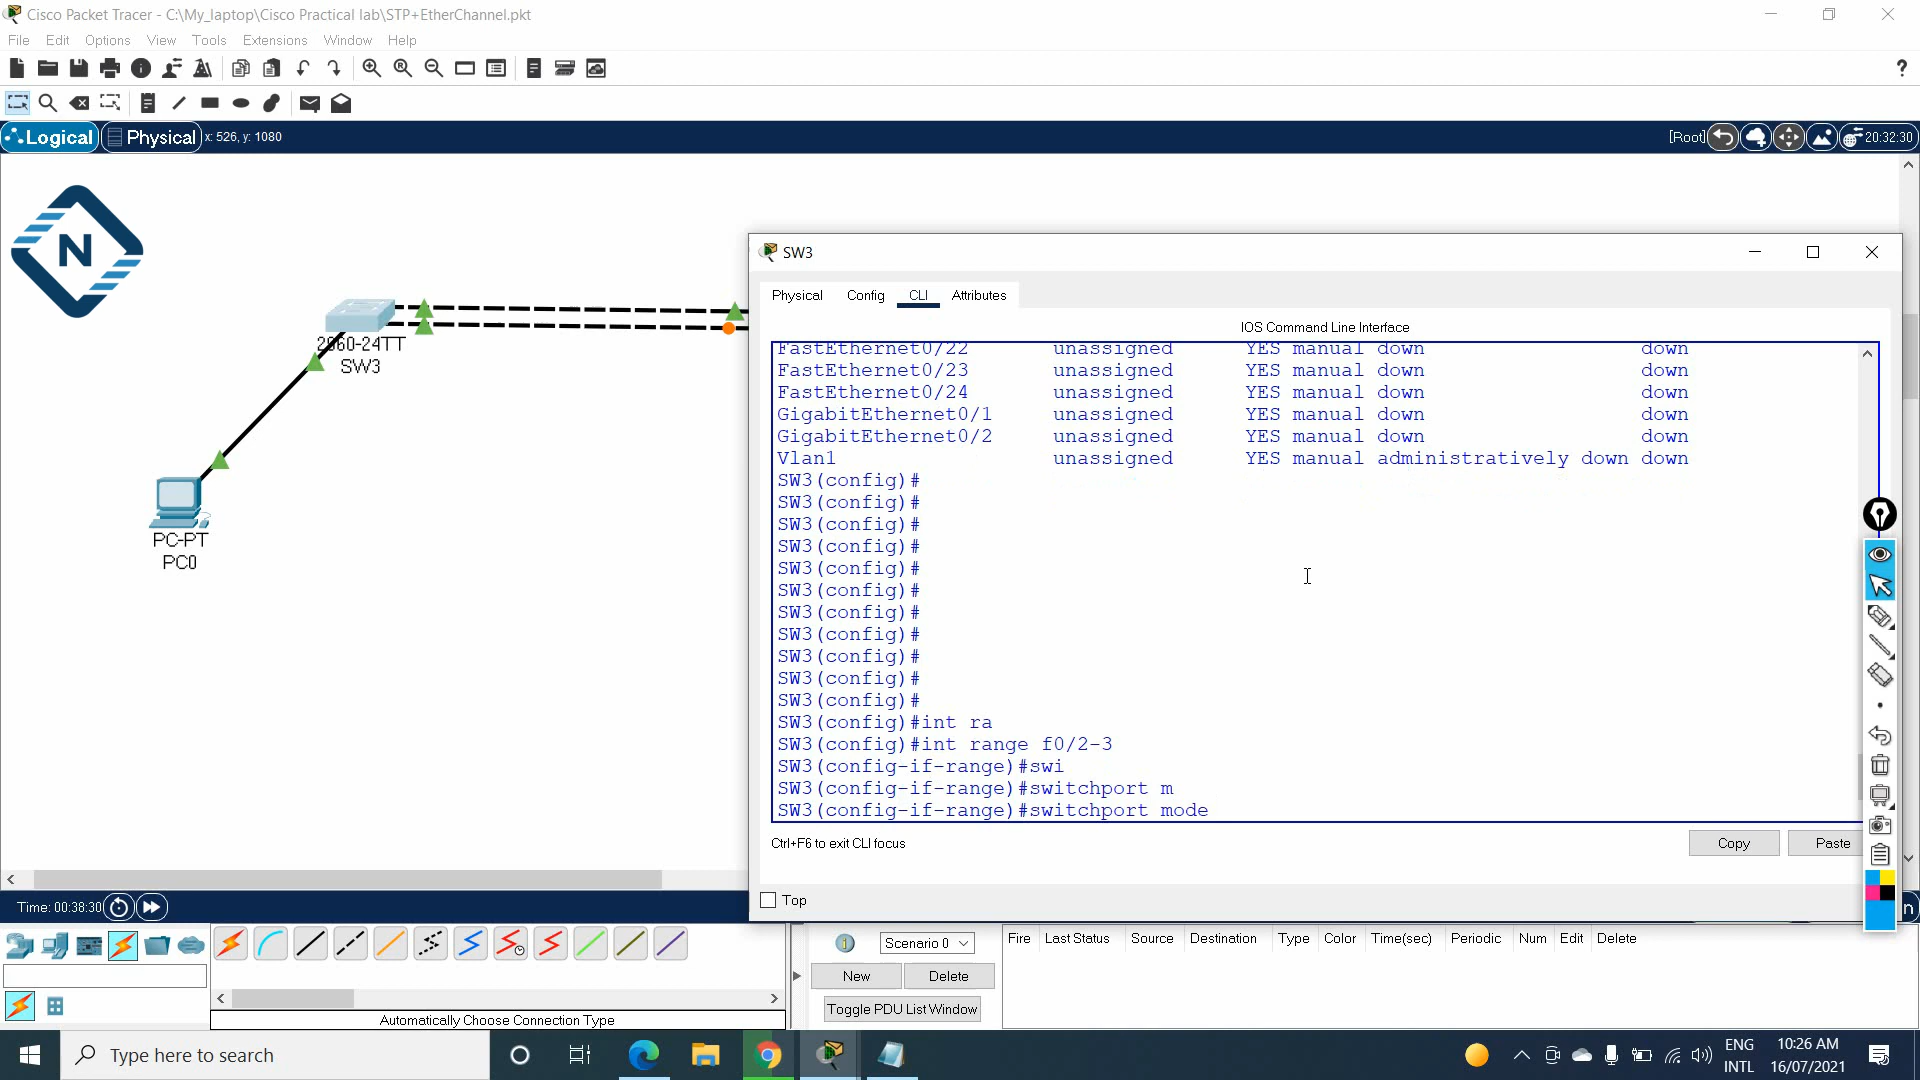 Cisco Packet Tracer - C:\My_laptop\Cisco Practical lab\STP+EtherChannel.pkt
File Edit Options View Tools Extensions Window Help
?
Logical Physical x: 526, y: 1080 [Root] 20:32:30
N
2960-24TT
SW3
PC-PT
PC0
SW3
Physical Config CLI Attributes
IOS Command Line Interface
FastEthernet0/22 unassigned YES manual down down
FastEthernet0/23 unassigned YES manual down down
FastEthernet0/24 unassigned YES manual down down
GigabitEthernet0/1 unassigned YES manual down down
GigabitEthernet0/2 unassigned YES manual down down
Vlan1 unassigned YES manual administratively down down
SW3(config)#
SW3(config)#
SW3(config)#
SW3(config)#
SW3(config)#
SW3(config)#
SW3(config)#
SW3(config)#
SW3(config)#
SW3(config)#
SW3(config)#
SW3(config)#int ra
SW3(config)#int range f0/2-3
SW3(config-if-range)#swi
SW3(config-if-range)#switchport m
SW3(config-if-range)#switchport mode
Ctrl+F6 to exit CLI focus Copy Paste
Top
Time: 00:38:30 n
1 Scenario 0 Fire Last Status Source Destination Type Color Time(sec) Periodic Num Edit Delete
New Delete
Toggle PDU List Window
Automatically Choose Connection Type
Type here to search
ENG 10:26 AM
INTL 16/07/2021